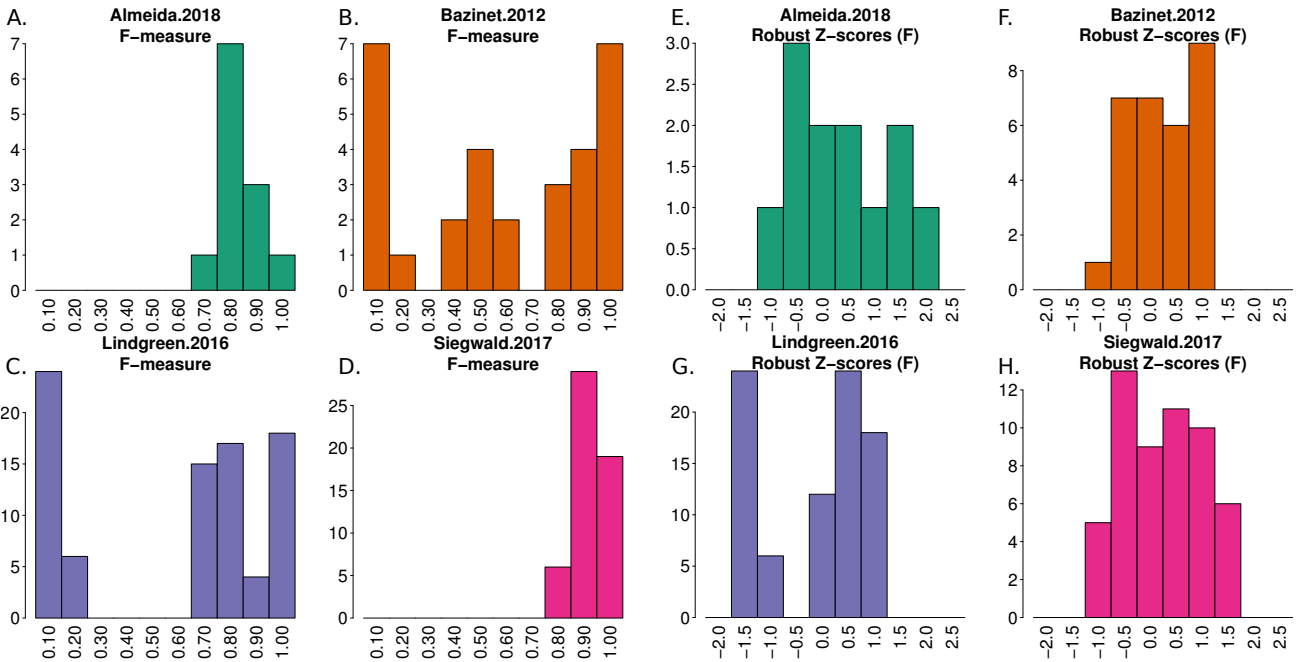 A.
Almeida.2018
F−measure
7
6
5
4
3
2
1
0
0.10 0.20 0.30 0.40 0.50 0.60 0.70 0.80 0.90 1.00
B.
Bazinet.2012
F−measure
7
6
5
4
3
2
1
0
0.10 0.20 0.30 0.40 0.50 0.60 0.70 0.80 0.90 1.00
E.
Almeida.2018
Robust Z−scores (F)
3.0
2.5
2.0
1.5
1.0
0.5
0.0
−2.0 −1.5 −1.0 −0.5 0.0 0.5 1.0 1.5 2.0 2.5
F.
Bazinet.2012
Robust Z−scores (F)
8
6
4
2
0
−2.0 −1.5 −1.0 −0.5 0.0 0.5 1.0 1.5 2.0 2.5
C.
Lindgreen.2016
F−measure
20
15
10
5
0
0.10 0.20 0.30 0.40 0.50 0.60 0.70 0.80 0.90 1.00
D.
Siegwald.2017
F−measure
25
20
15
10
5
0
0.10 0.20 0.30 0.40 0.50 0.60 0.70 0.80 0.90 1.00
G.
Lindgreen.2016
Robust Z−scores (F)
20
15
10
5
0
−2.0 −1.5 −1.0 −0.5 0.0 0.5 1.0 1.5 2.0 2.5
H.
Siegwald.2017
Robust Z−scores (F)
12
10
8
6
4
2
0
−2.0 −1.5 −1.0 −0.5 0.0 0.5 1.0 1.5 2.0 2.5